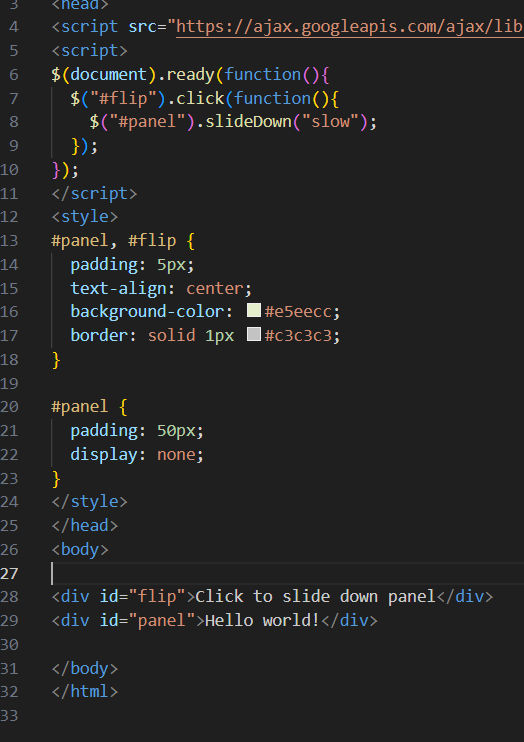 3 <head>
4 <script src="https://ajax.googleapis.com/ajax/lib
5 <script>
6 $(document).ready(function(){
7   $("#flip").click(function(){
8     $("#panel").slideDown("slow");
9   });
10 });
11 </script>
12 <style>
13 #panel, #flip {
14   padding: 5px;
15   text-align: center;
16   background-color: #e5eecc;
17   border: solid 1px #c3c3c3;
18 }
19
20 #panel {
21   padding: 50px;
22   display: none;
23 }
24 </style>
25 </head>
26 <body>
27
28 <div id="flip">Click to slide down panel</div>
29 <div id="panel">Hello world!</div>
30
31 </body>
32 </html>
33